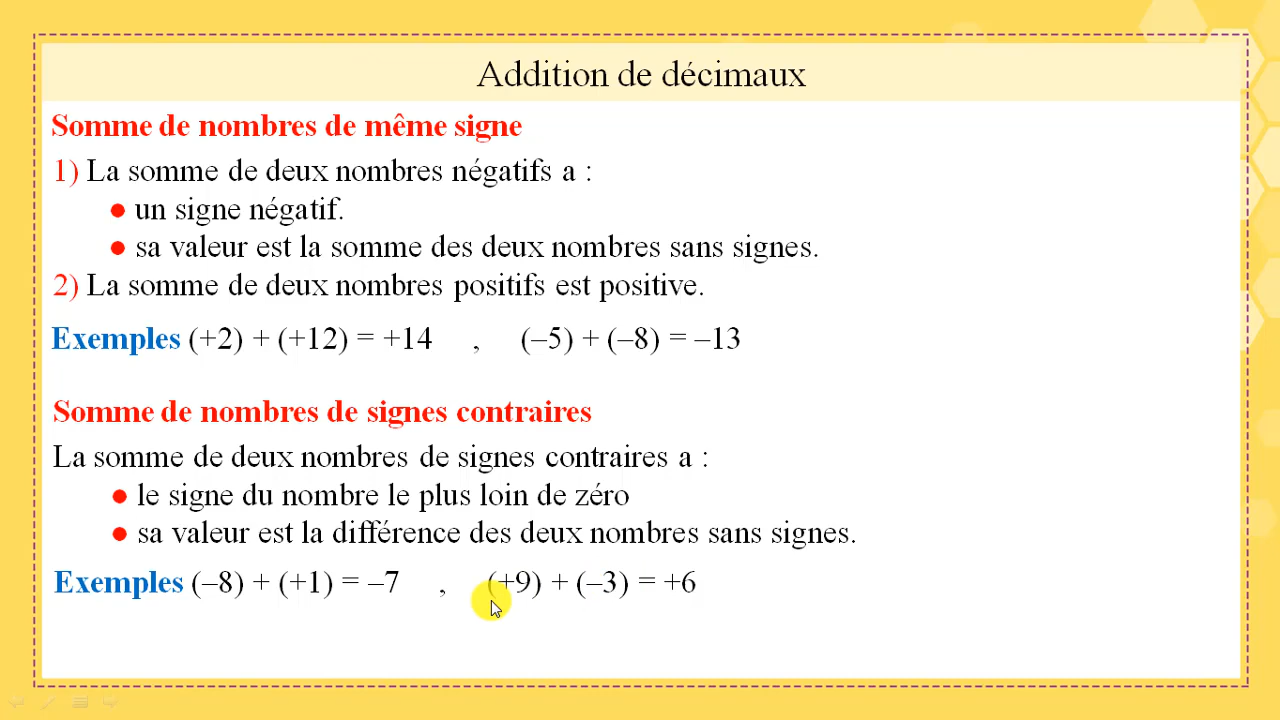 Addition de décimaux
Somme de nombres de même signe
1) La somme de deux nombres négatifs a :
● un signe négatif.
● sa valeur est la somme des deux nombres sans signes.
2) La somme de deux nombres positifs est positive.
Exemples (+2) + (+12) = +14 , (–5) + (–8) = –13
Somme de nombres de signes contraires
La somme de deux nombres de signes contraires a :
● le signe du nombre le plus loin de zéro
● sa valeur est la différence des deux nombres sans signes.
Exemples (–8) + (+1) = –7 , (+9) + (–3) = +6